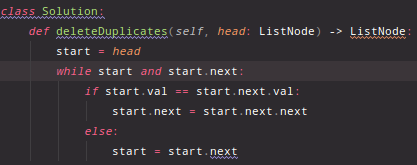 class Solution:
    def deleteDuplicates(self, head: ListNode) -> ListNode:
        start = head
        while start and start.next:
            if start.val == start.next.val:
                start.next = start.next.next
            else:
                start = start.next